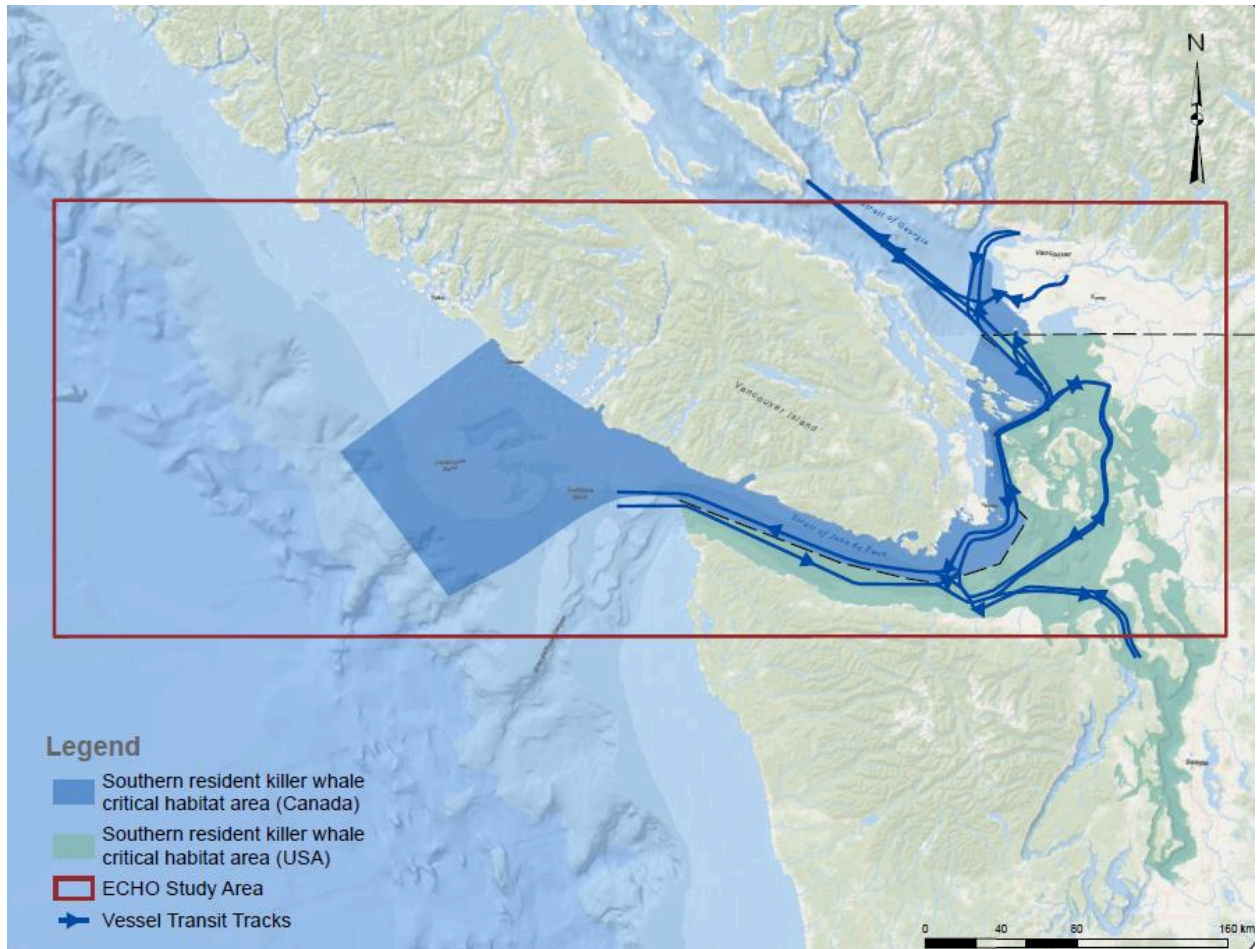 N
Strait of Georgia
Vancouver
Vancouver Island
Strait of Juan de Fuca
Seattle
Legend
Southern resident killer whale
critical habitat area (Canada)
Southern resident killer whale
critical habitat area (USA)
ECHO Study Area
Vessel Transit Tracks
0 40 80 160 km